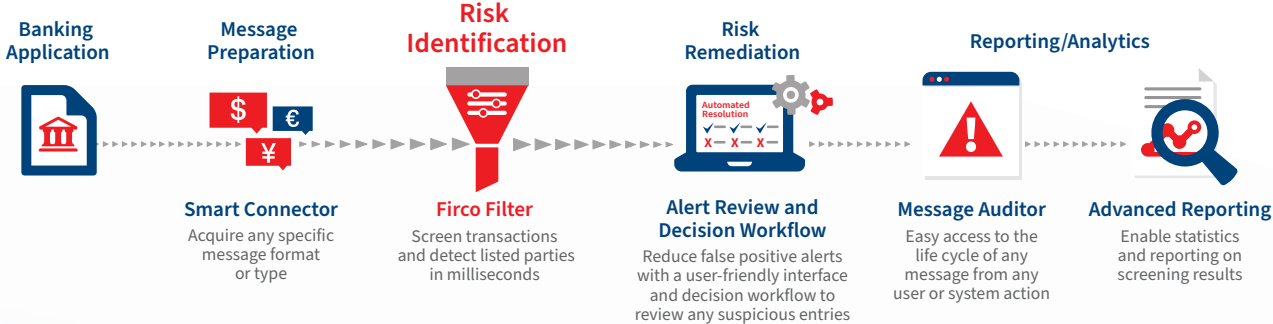 Banking
Application
Message
Preparation
Risk
Identification
Risk
Remediation
Reporting/Analytics
$
€
¥
Automated
Resolution
X
X
X
!
Smart Connector
Acquire any specific
message format
or type
Firco Filter
Screen transactions
and detect listed parties
in milliseconds
Alert Review and
Decision Workflow
Reduce false positive alerts
with a user-friendly interface
and decision workflow to
review any suspicious entries
Message Auditor
Easy access to the
life cycle of any
message from any
user or system action
Advanced Reporting
Enable statistics
and reporting on
screening results